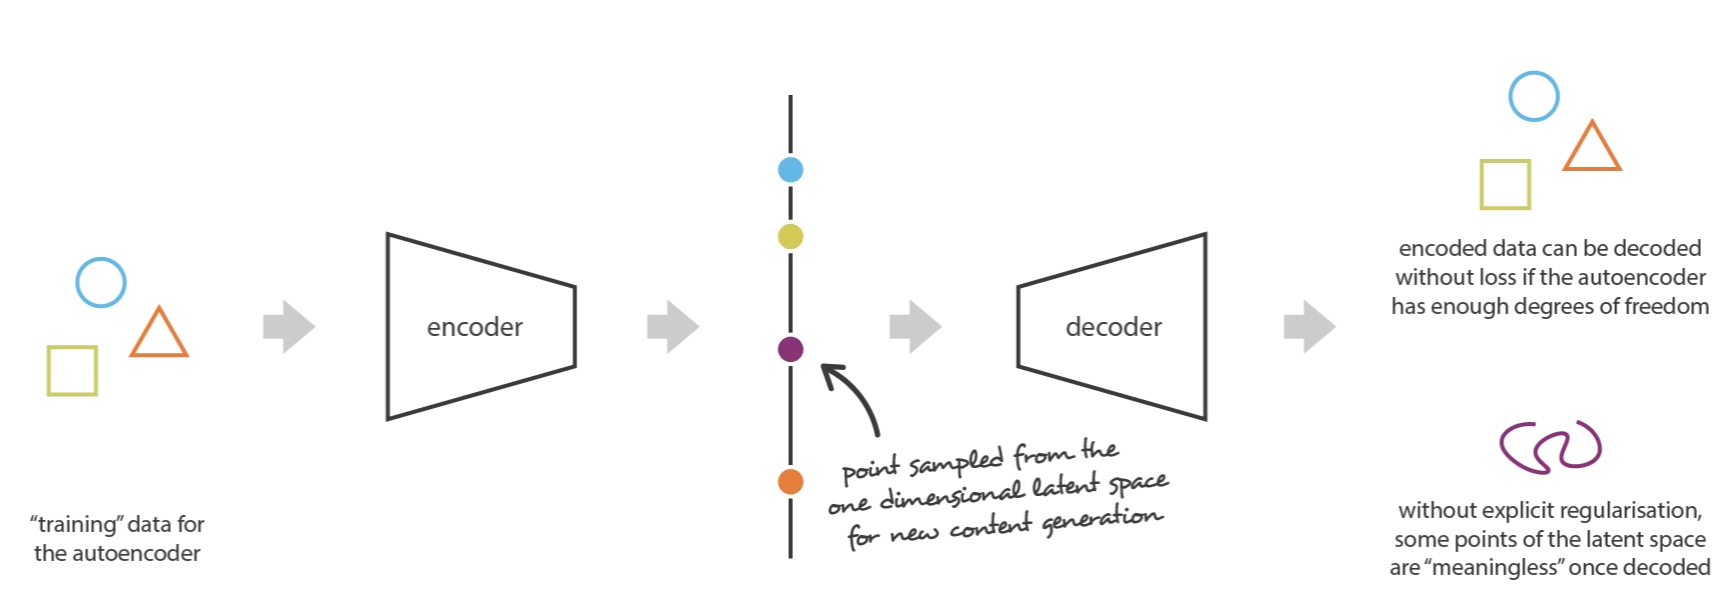 “training” data for
the autoencoder
encoder
point sampled from the
one dimensional latent space
for new content generation
decoder
encoded data can be decoded
without loss if the autoencoder
has enough degrees of freedom
without explicit regularisation,
some points of the latent space
are “meaningless” once decoded